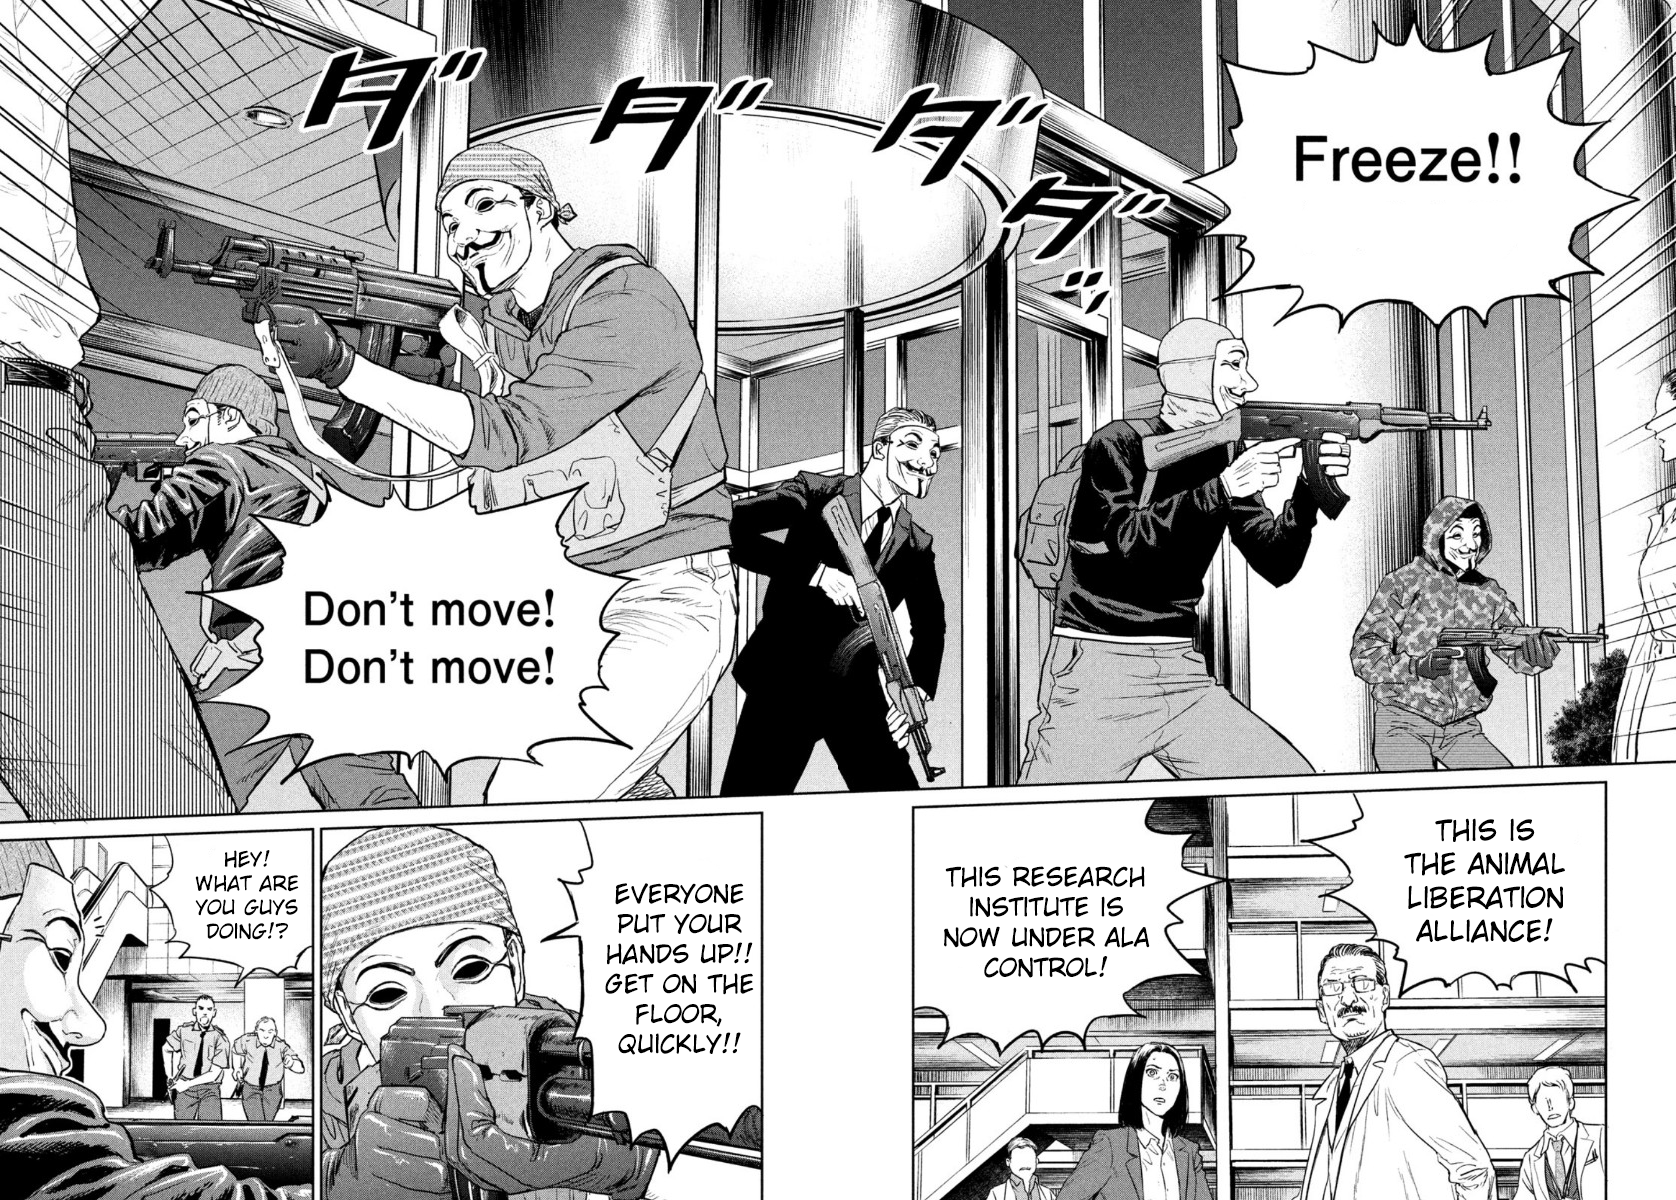 Freeze!!
ダダダダッ
Don't move!
Don't move!
THIS IS
THE ANIMAL
LIBERATION
ALLIANCE!
THIS RESEARCH
INSTITUTE IS
NOW UNDER ALA
CONTROL!
EVERYONE
PUT YOUR
HANDS UP!!
GET ON THE
FLOOR,
QUICKLY!!
HEY!
WHAT ARE
YOU GUYS
DOING!?